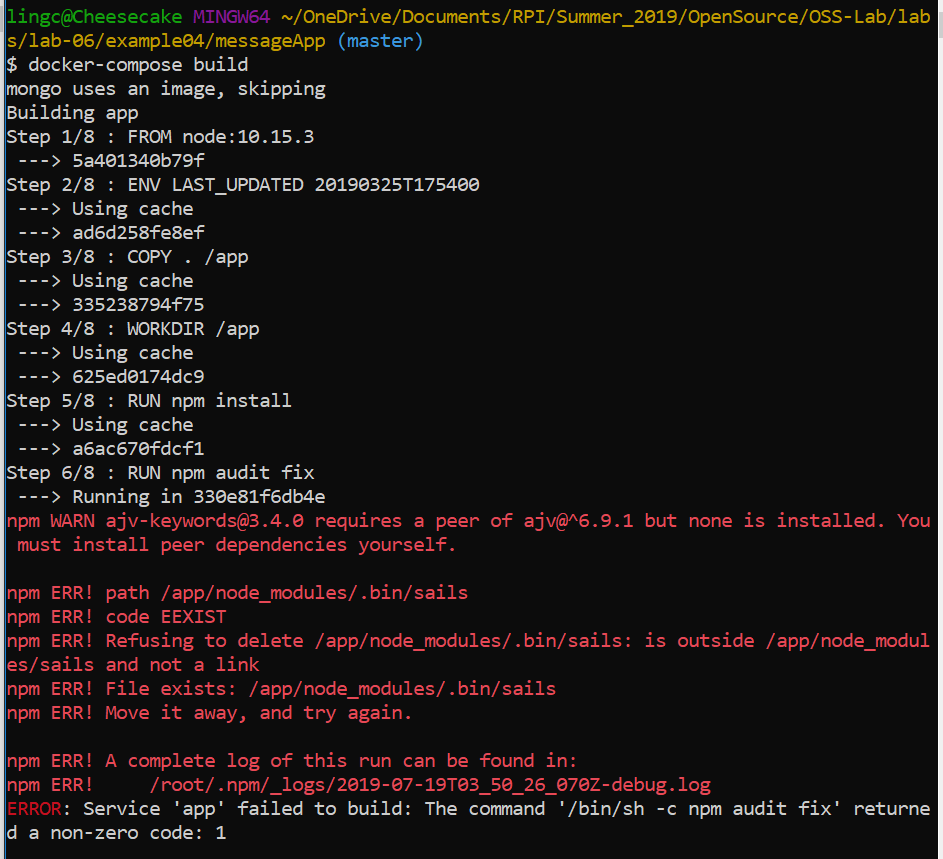 lingc@Cheesecake MINGW64 ~/OneDrive/Documents/RPI/Summer_2019/OpenSource/OSS-Lab/lab
s/lab-06/example04/messageApp (master)
$ docker-compose build
mongo uses an image, skipping
Building app
Step 1/8 : FROM node:10.15.3
 ---> 5a401340b79f
Step 2/8 : ENV LAST_UPDATED 20190325T175400
 ---> Using cache
 ---> ad6d258fe8ef
Step 3/8 : COPY . /app
 ---> Using cache
 ---> 335238794f75
Step 4/8 : WORKDIR /app
 ---> Using cache
 ---> 625ed0174dc9
Step 5/8 : RUN npm install
 ---> Using cache
 ---> a6ac670fdcf1
Step 6/8 : RUN npm audit fix
 ---> Running in 330e81f6db4e
npm WARN ajv-keywords@3.4.0 requires a peer of ajv@^6.9.1 but none is installed. You
 must install peer dependencies yourself.
npm ERR! path /app/node_modules/.bin/sails
npm ERR! code EEXIST
npm ERR! Refusing to delete /app/node_modules/.bin/sails: is outside /app/node_modul
es/sails and not a link
npm ERR! File exists: /app/node_modules/.bin/sails
npm ERR! Move it away, and try again.
npm ERR! A complete log of this run can be found in:
npm ERR!     /root/.npm/_logs/2019-07-19T03_50_26_070Z-debug.log
ERROR: Service 'app' failed to build: The command '/bin/sh -c npm audit fix' returne
d a non-zero code: 1